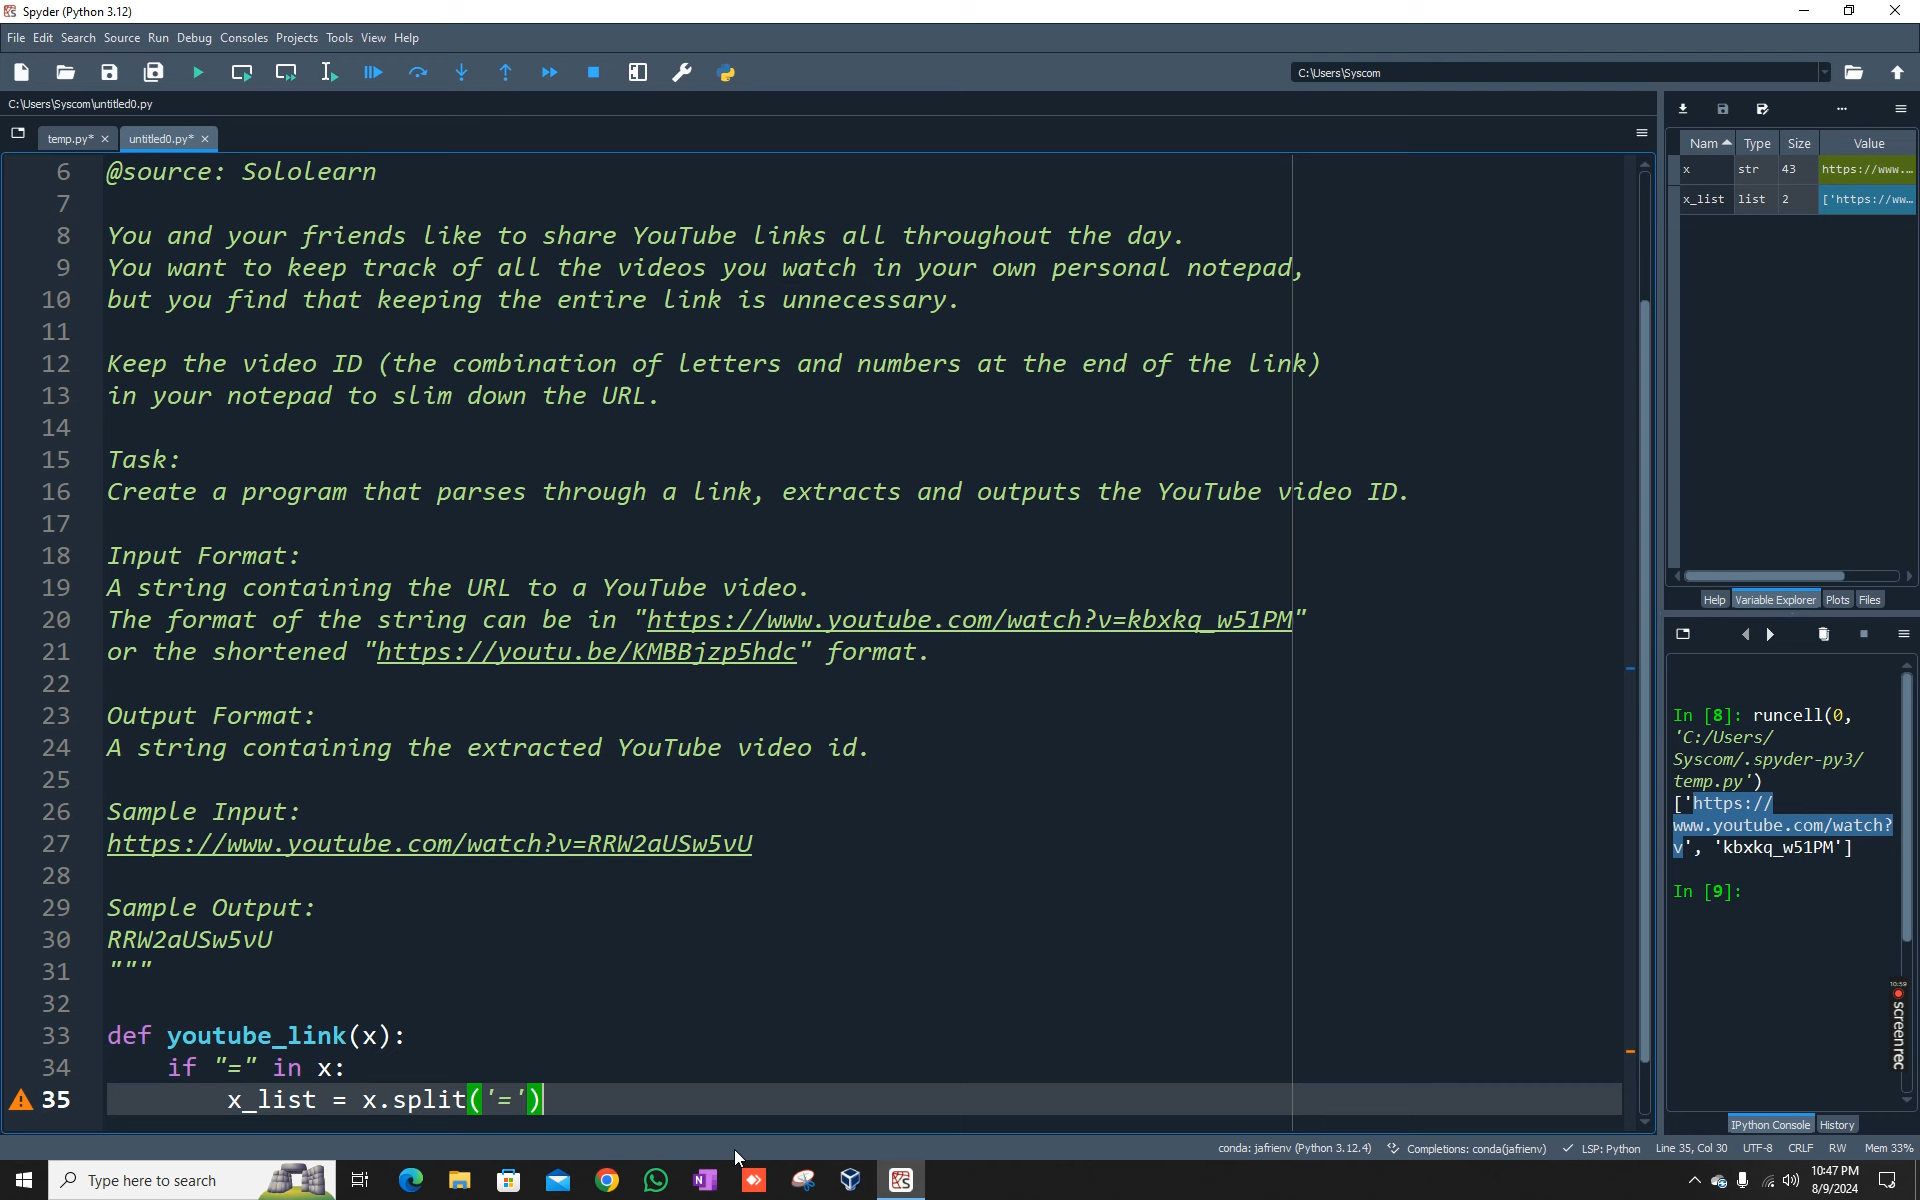 Spyder (Python 3.12)
File Edit Search Source Run Debug Consoles Projects Tools View Help
C:\Users\Syscom
C:\Users\Syscom\untitled0.py
temp.py* untitled0.py*
6 @source: Sololearn
7
8 You and your friends like to share YouTube links all throughout the day.
9 You want to keep track of all the videos you watch in your own personal notepad,
10 but you find that keeping the entire link is unnecessary.
11
12 Keep the video ID (the combination of letters and numbers at the end of the link)
13 in your notepad to slim down the URL.
14
15 Task:
16 Create a program that parses through a link, extracts and outputs the YouTube video ID.
17
18 Input Format:
19 A string containing the URL to a YouTube video.
20 The format of the string can be in "https://www.youtube.com/watch?v=kbxkq_w51PM"
21 or the shortened "https://youtu.be/KMBBjzp5hdc" format.
22
23 Output Format:
24 A string containing the extracted YouTube video id.
25
26 Sample Input:
27 https://www.youtube.com/watch?v=RRW2aUSw5vU
28
29 Sample Output:
30 RRW2aUSw5vU
31 """
32
33 def youtube_link(x):
34 if "=" in x:
35 x_list = x.split('=')
Nam Type Size Value
x str 43 https://www.…
x_list list 2 ['https://ww…
Help Variable Explorer Plots Files
In [8]: runcell(0,
'C:/Users/
Syscom/.spyder-py3/
temp.py')
['https://
www.youtube.com/watch?
v', 'kbxkq_w51PM']
In [9]:
10:59
screen rec
IPython Console History
conda: jafrienv (Python 3.12.4) Completions: conda(jafrienv) LSP: Python Line 35, Col 30 UTF-8 CRLF RW Mem 33%
Type here to search
10:47 PM
8/9/2024